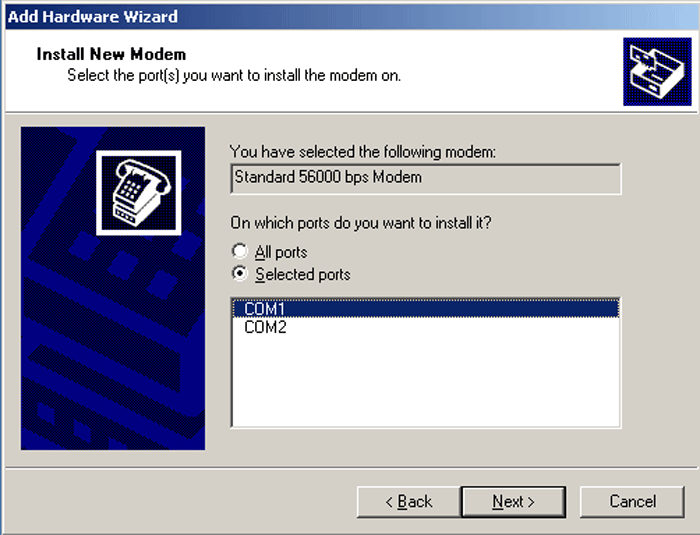 Add Hardware Wizard
Install New Modem
Select the port(s) you want to install the modem on.
You have selected the following modem:
Standard 56000 bps Modem
On which ports do you want to install it?
All ports
Selected ports
COM1
COM2
< Back
Next >
Cancel